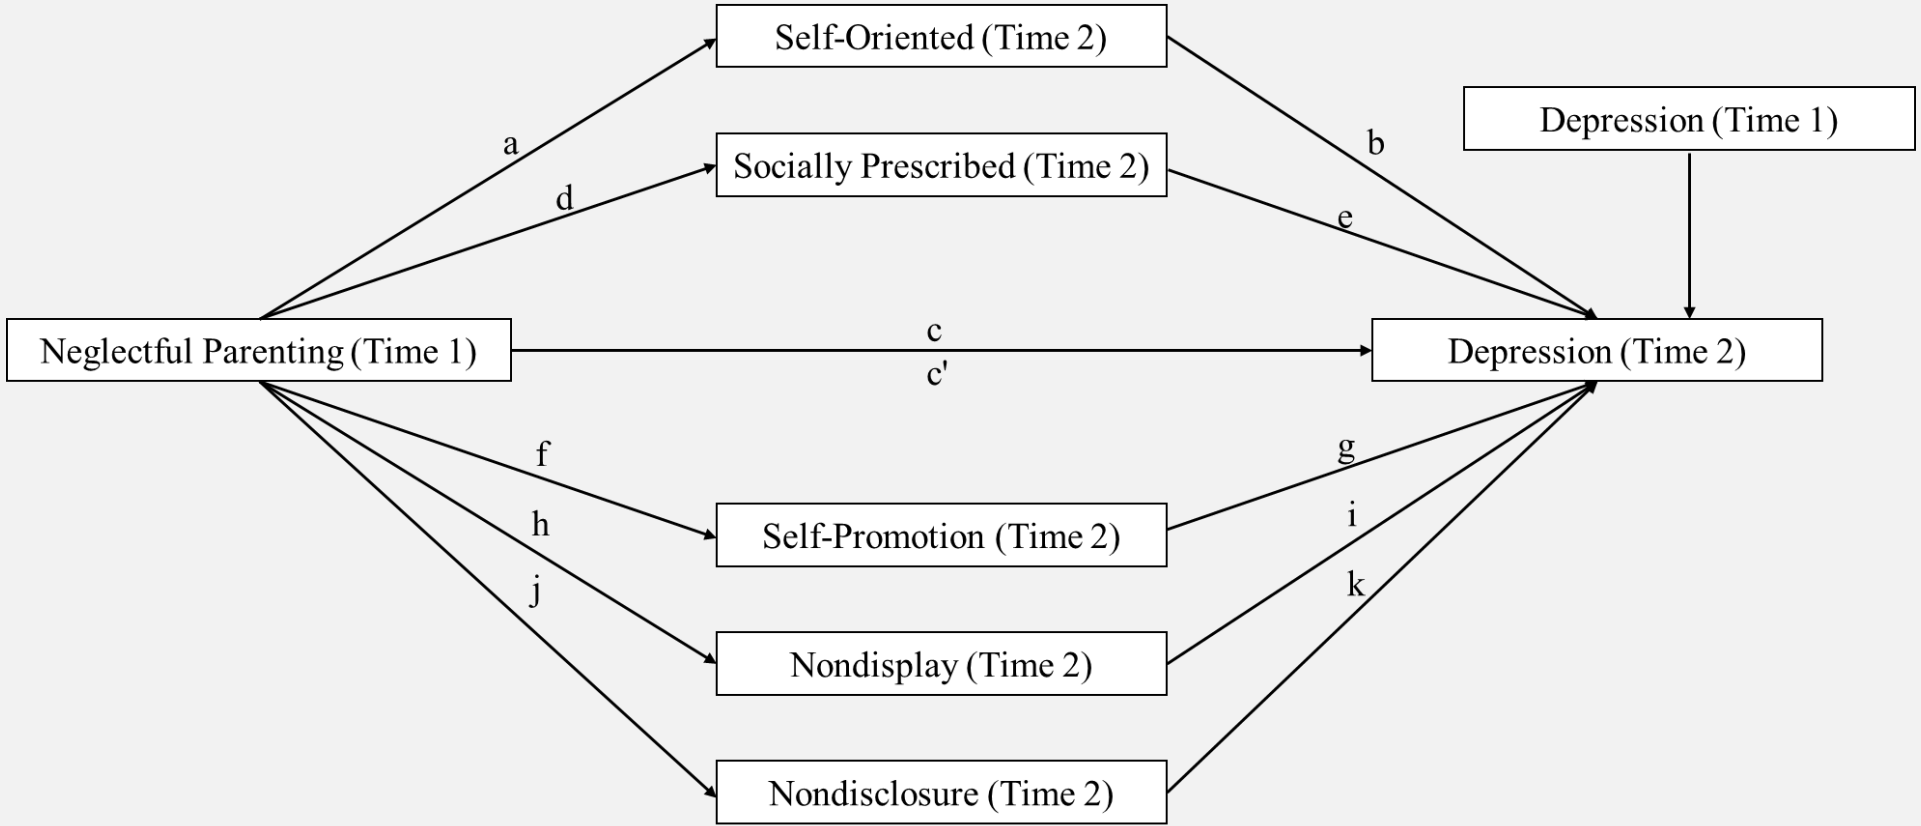 Self-Oriented (Time 2)
Depression (Time 1)
a
b
Socially Prescribed (Time 2)
d
e
Neglectful Parenting (Time 1)
c
c'
Depression (Time 2)
f
g
h
i
Self-Promotion (Time 2)
j
k
Nondisplay (Time 2)
Nondisclosure (Time 2)